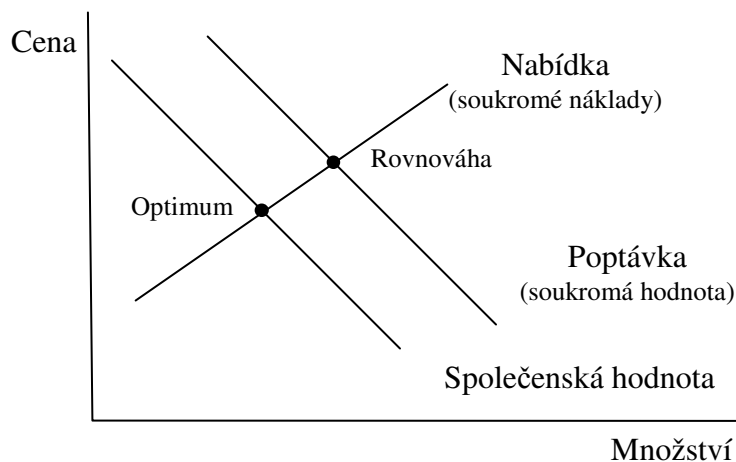 Cena
Nabídka
(soukromé náklady)
Rovnováha
Optimum
Poptávka
(soukromá hodnota)
Společenská hodnota
Množství